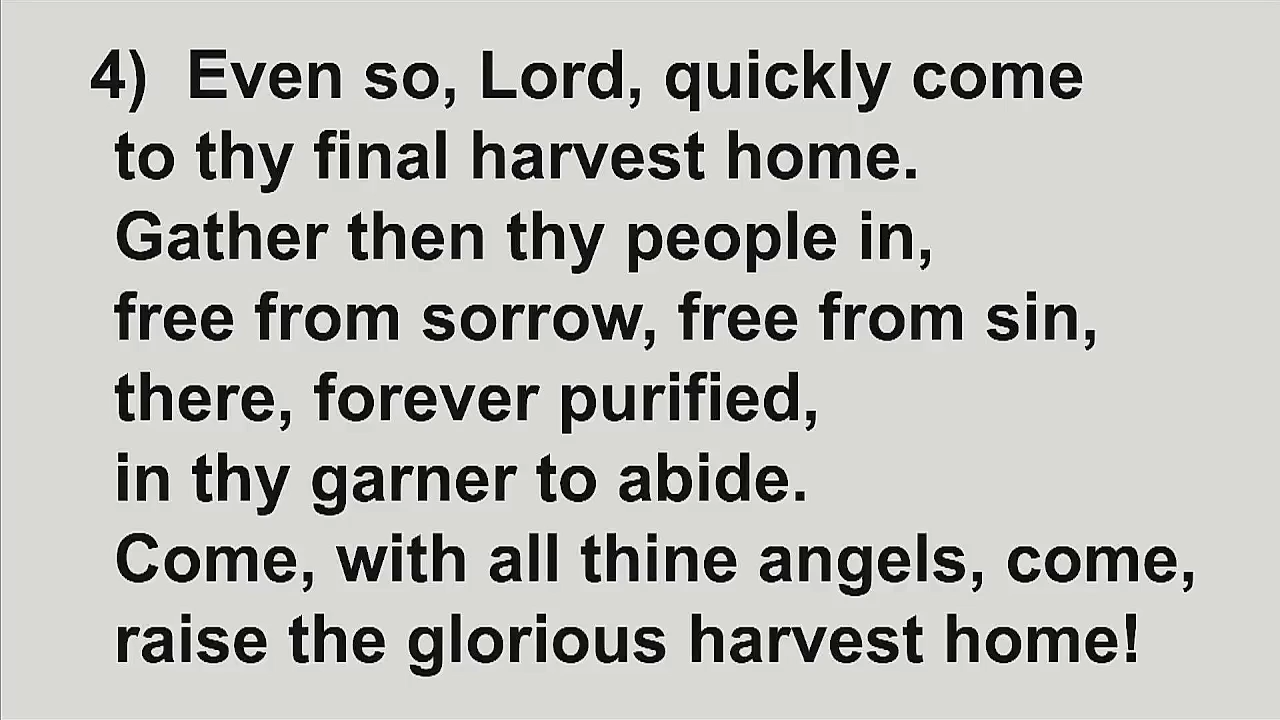 4) Even so, Lord, quickly come
to thy final harvest home.
Gather then thy people in,
free from sorrow, free from sin,
there, forever purified,
in thy garner to abide.
Come, with all thine angels, come,
raise the glorious harvest home!